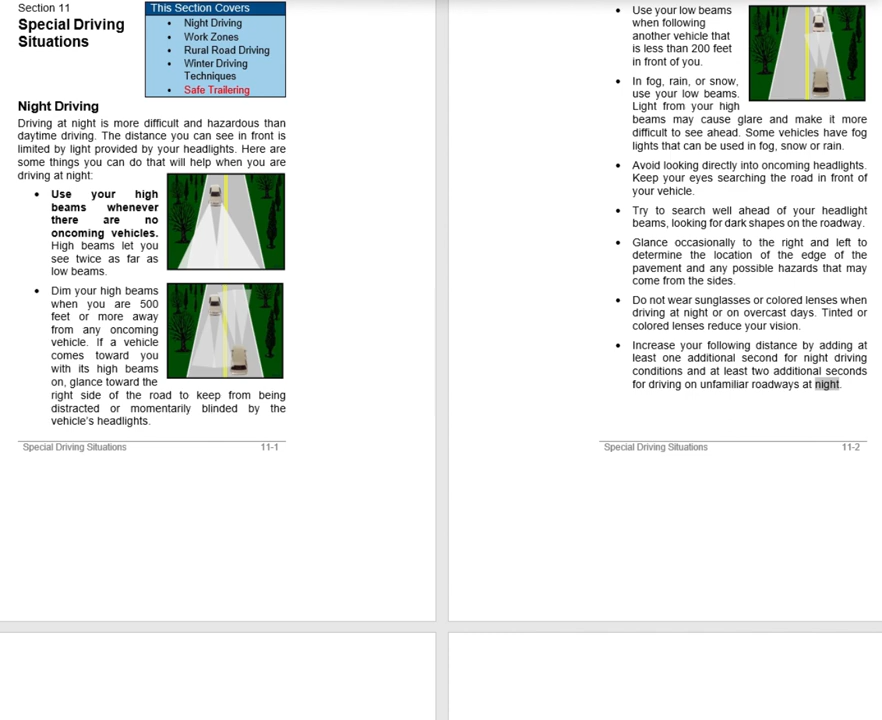 Section 11
Special Driving
Situations
This Section Covers
• Night Driving
• Work Zones
• Rural Road Driving
• Winter Driving
Techniques
• Safe Trailering
Night Driving
Driving at night is more difficult and hazardous than
daytime driving. The distance you can see in front is
limited by light provided by your headlights. Here are
some things you can do that will help when you are
driving at night:
• Use your high
beams whenever
there are no
oncoming vehicles.
High beams let you
see twice as far as
low beams.
• Dim your high beams
when you are 500
feet or more away
from any oncoming
vehicle. If a vehicle
comes toward you
with its high beams
on, glance toward the
right side of the road to keep from being
distracted or momentarily blinded by the
vehicle's headlights.
Special Driving Situations 11-1
• Use your low beams
when following
another vehicle that
is less than 200 feet
in front of you.
• In fog, rain, or snow,
use your low beams.
Light from your high
beams may cause glare and make it more
difficult to see ahead. Some vehicles have fog
lights that can be used in fog, snow or rain.
• Avoid looking directly into oncoming headlights.
Keep your eyes searching the road in front of
your vehicle.
• Try to search well ahead of your headlight
beams, looking for dark shapes on the roadway.
• Glance occasionally to the right and left to
determine the location of the edge of the
pavement and any possible hazards that may
come from the sides.
• Do not wear sunglasses or colored lenses when
driving at night or on overcast days. Tinted or
colored lenses reduce your vision.
• Increase your following distance by adding at
least one additional second for night driving
conditions and at least two additional seconds
for driving on unfamiliar roadways at night.
Special Driving Situations 11-2